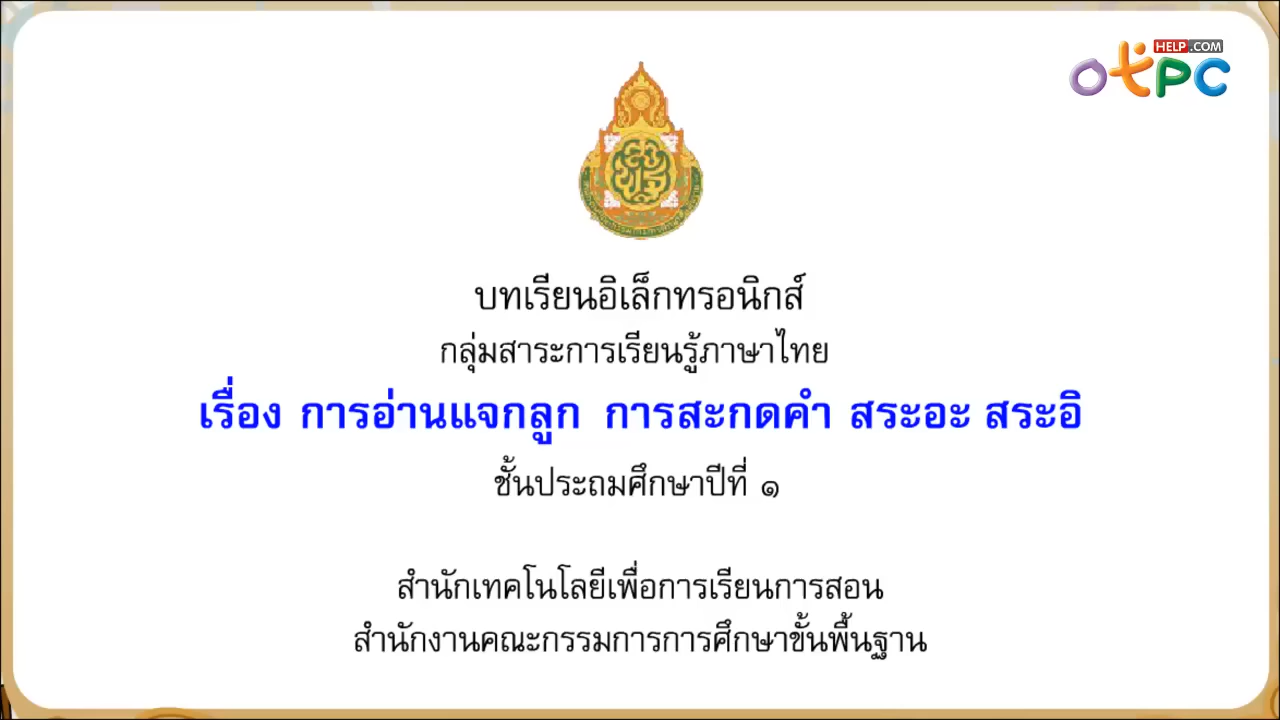 HELP.COM
OTPC
บทเรียนอิเล็กทรอนิกส์
กลุ่มสาระการเรียนรู้ภาษาไทย
เรื่อง การอ่านแจกลูก การสะกดคำ สระอะ สระอิ
ชั้นประถมศึกษาปีที่ ๑
สำนักเทคโนโลยีเพื่อการเรียนการสอน
สำนักงานคณะกรรมการการศึกษาขั้นพื้นฐาน